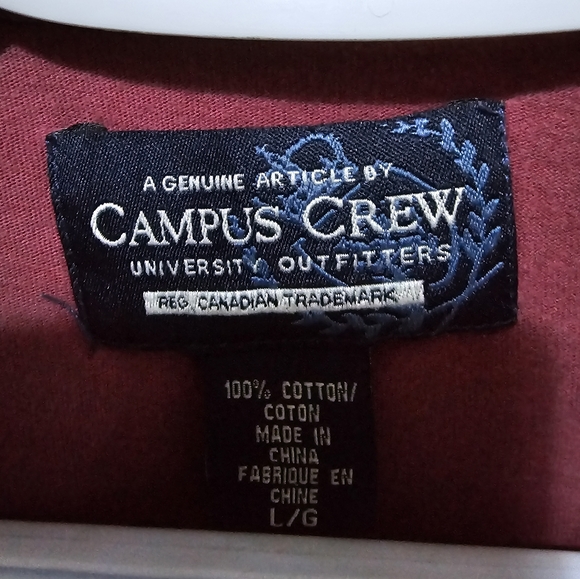 A GENUINE ARTICLE BY
CAMPUS CREW
UNIVERSITY OUTFITTERS
REG. CANADIAN TRADEMARK
100% COTTON/
COTON
MADE IN
CHINA
FABRIQUE EN
CHINE
L/G